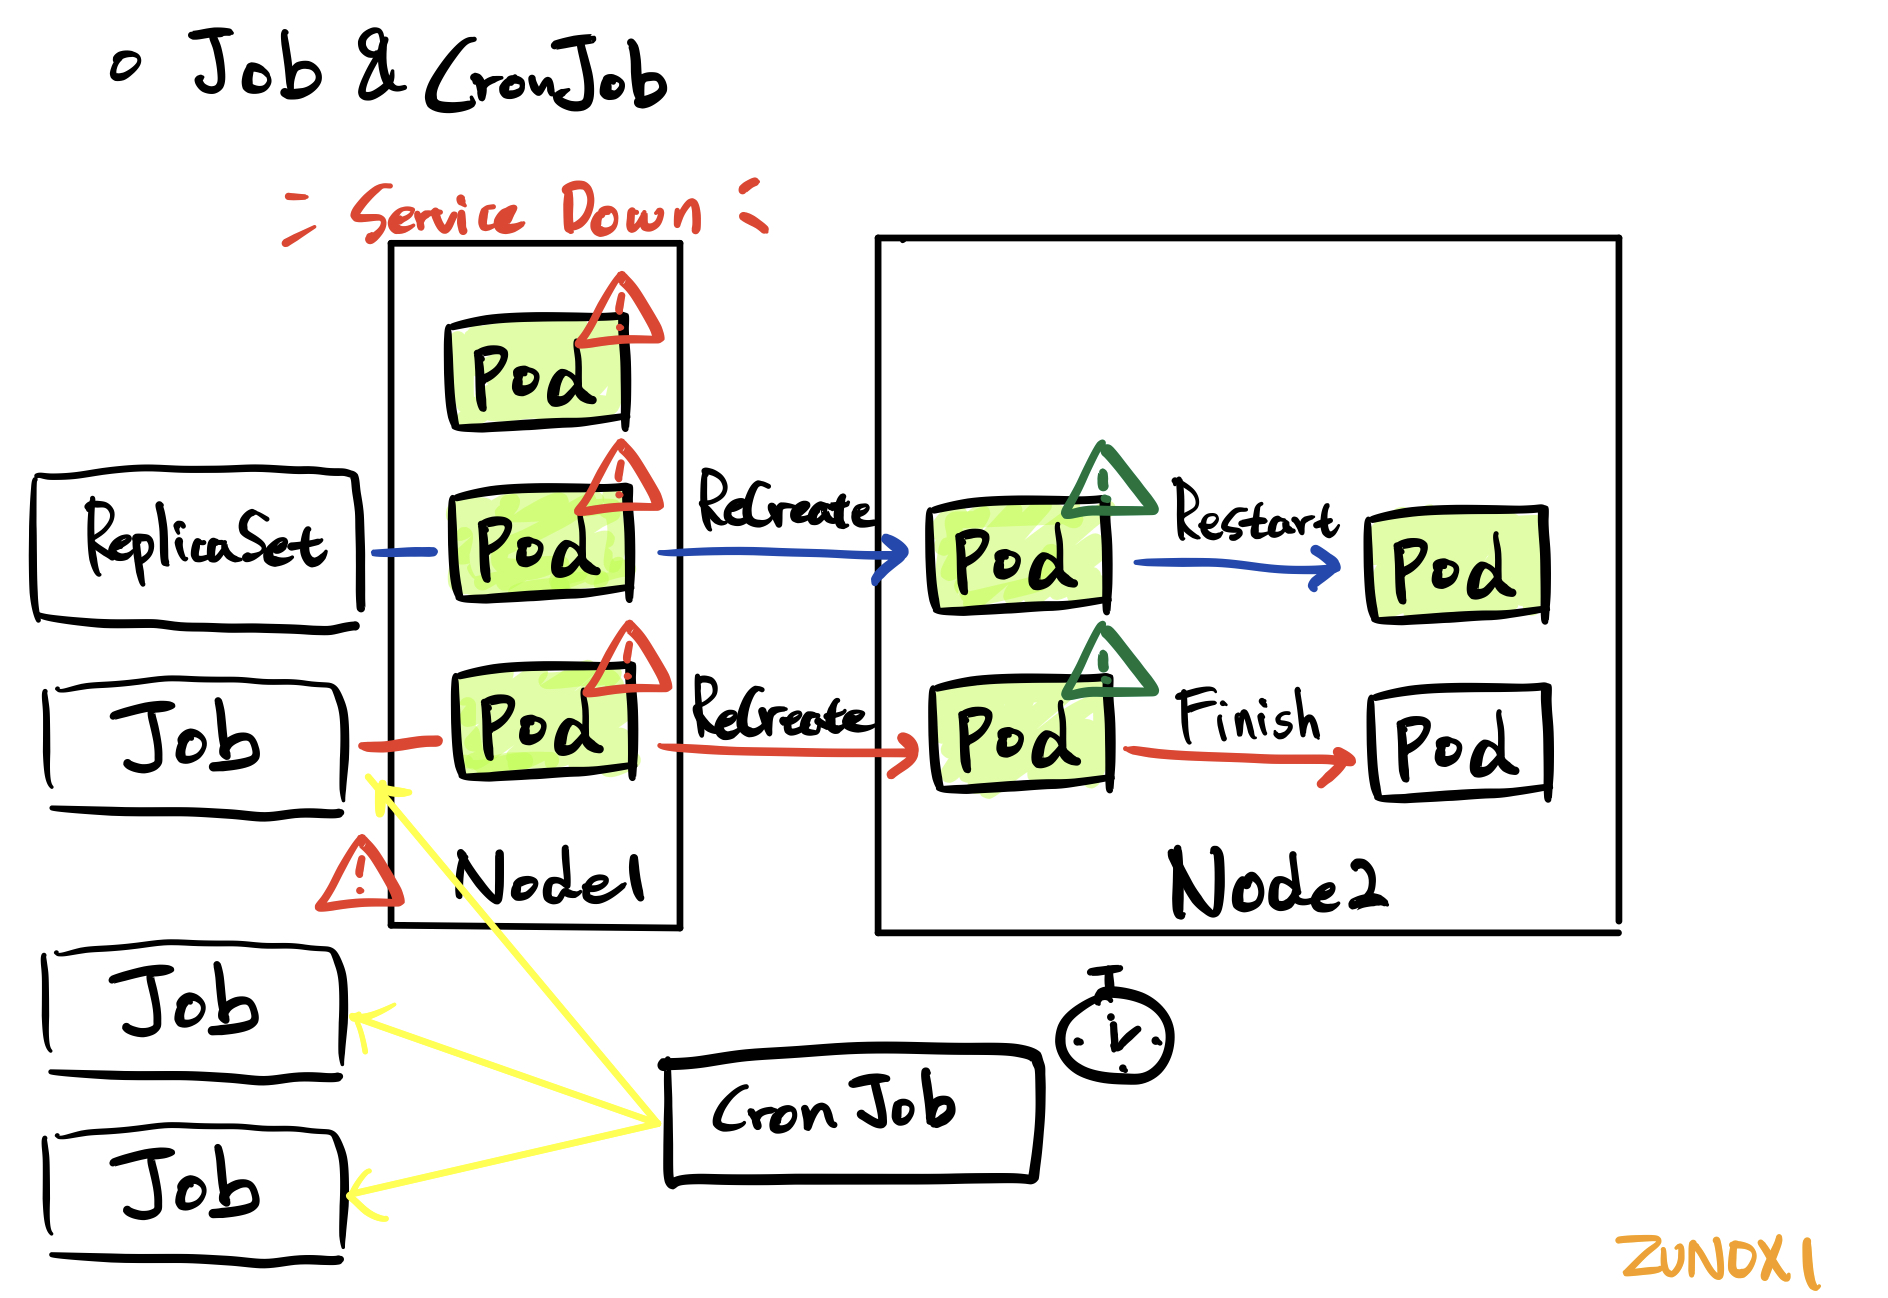 Job & CronJob
Service Down
Pod
ReplicaSet
Pod
ReCreate
Pod
Restart
Pod
Job
Pod
ReCreate
Pod
Finish
Pod
Node1
Node2
Job
Cron Job
Job
ZUNOX1